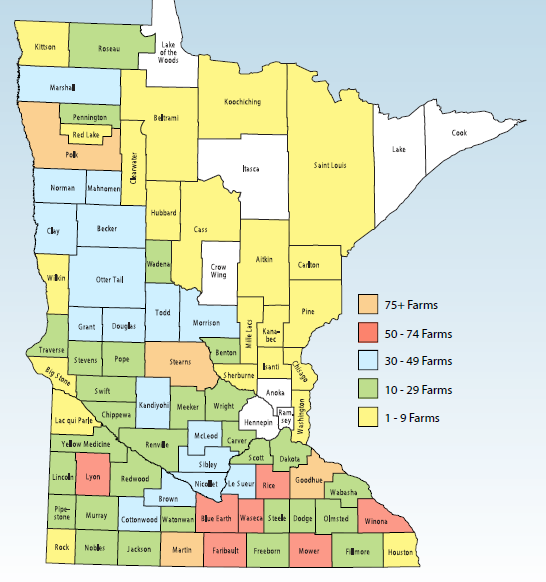 Kittson
Roseau
Lake
of the
Woods
Marshall
Koochiching
Pennington
Beltrami
Red Lake
Polk
Clearwater
Itasca
Saint Louis
Lake
Cook
Norman
Mahnomen
Hubbard
Cass
Clay
Becker
Crow
Wing
Aitkin
Carlton
Wadena
Wilkin
Otter Tail
Pine
75+ Farms
50 - 74 Farms
30 - 49 Farms
10 - 29 Farms
1 - 9 Farms
Todd
Morrison
Mille Lacs
Kana-
bec
Grant
Douglas
Traverse
Stevens
Pope
Stearns
Benton
Isanti
Chicago
Sherburne
Big Stone
Swift
Kandiyohi
Meeker
Wright
Anoka
Hennepin
Ram
sey
Washington
Lac qui Parle
Chippewa
McLeod
Carver
Yellow Medicine
Renville
Scott
Dakota
Sibley
Lincoln
Lyon
Redwood
Nicollet
Le Sueur
Rice
Goodhue
Wabasha
Brown
Pipe-
stone
Murray
Cottonwood
Watonwan
Blue Earth
Waseca
Steele
Dodge
Olmsted
Winona
Rock
Nobles
Jackson
Martin
Faribault
Freeborn
Mower
Fillmore
Houston